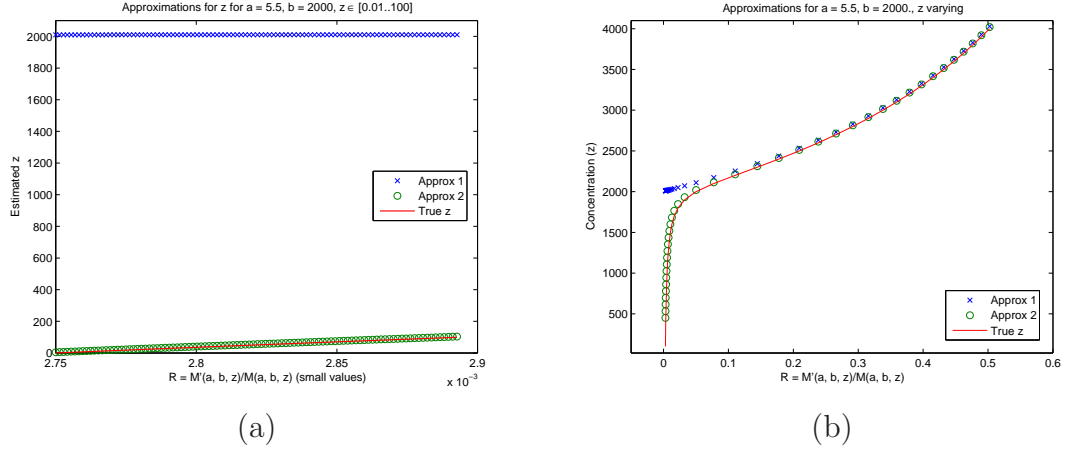 Approximations for z for a = 5.5, b = 2000, z ∈ [0.01..100]
Estimated z
2000
1800
1600
1400
1200
1000
800
600
400
200
0
Approx 1
Approx 2
True z
2.75
2.8
2.85
2.9
x 10⁻³
R = M'(a, b, z)/M(a, b, z) (small values)
(a)
Approximations for a = 5.5, b = 2000., z varying
Concentration (z)
4000
3500
3000
2500
2000
1500
1000
500
Approx 1
Approx 2
True z
0
0.1
0.2
0.3
0.4
0.5
0.6
R = M'(a, b, z)/M(a, b, z)
(b)